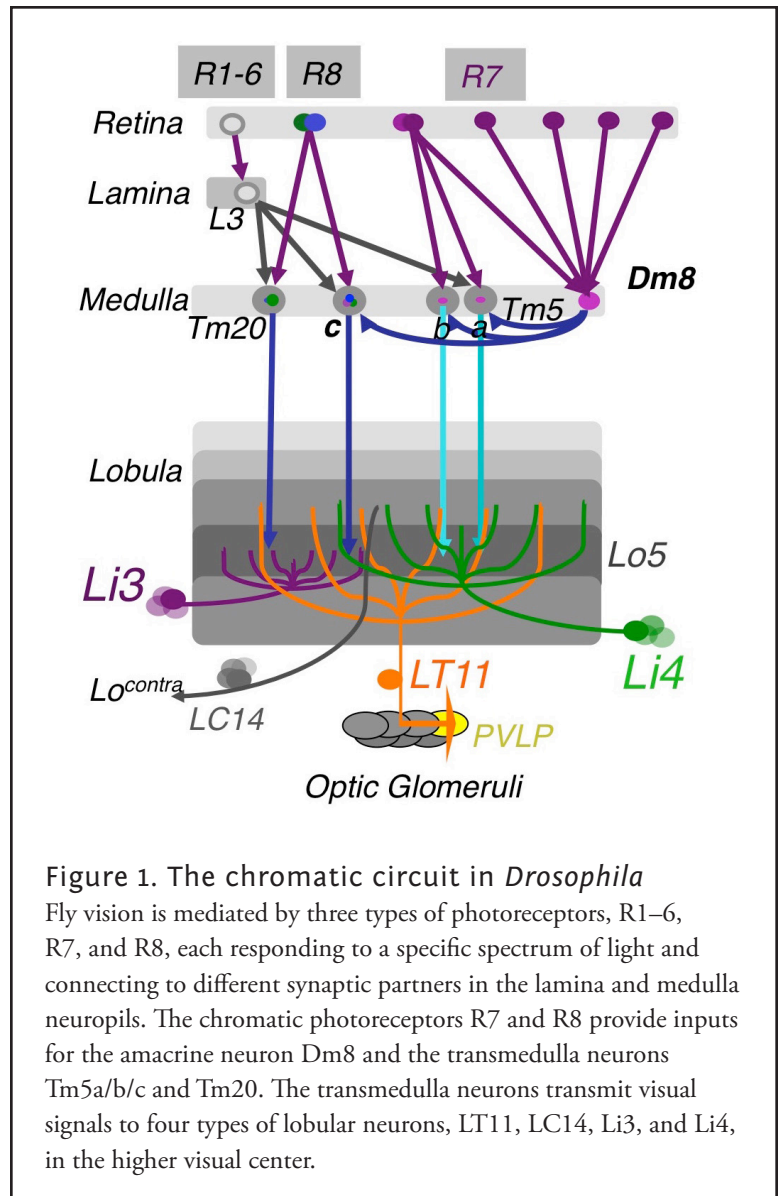 R1-6 R8 R7
Retina
Lamina
L3
Dm8
Medulla
Tm20 c b a Tm5
Lobula
Lo5
Li3
Li4
LT11
Lo^contra
LC14
PVLP
Optic Glomeruli
Figure 1. The chromatic circuit in Drosophila
Fly vision is mediated by three types of photoreceptors, R1–6,
R7, and R8, each responding to a specific spectrum of light and
connecting to different synaptic partners in the lamina and medulla
neuropils. The chromatic photoreceptors R7 and R8 provide inputs
for the amacrine neuron Dm8 and the transmedulla neurons
Tm5a/b/c and Tm20. The transmedulla neurons transmit visual
signals to four types of lobular neurons, LT11, LC14, Li3, and Li4,
in the higher visual center.